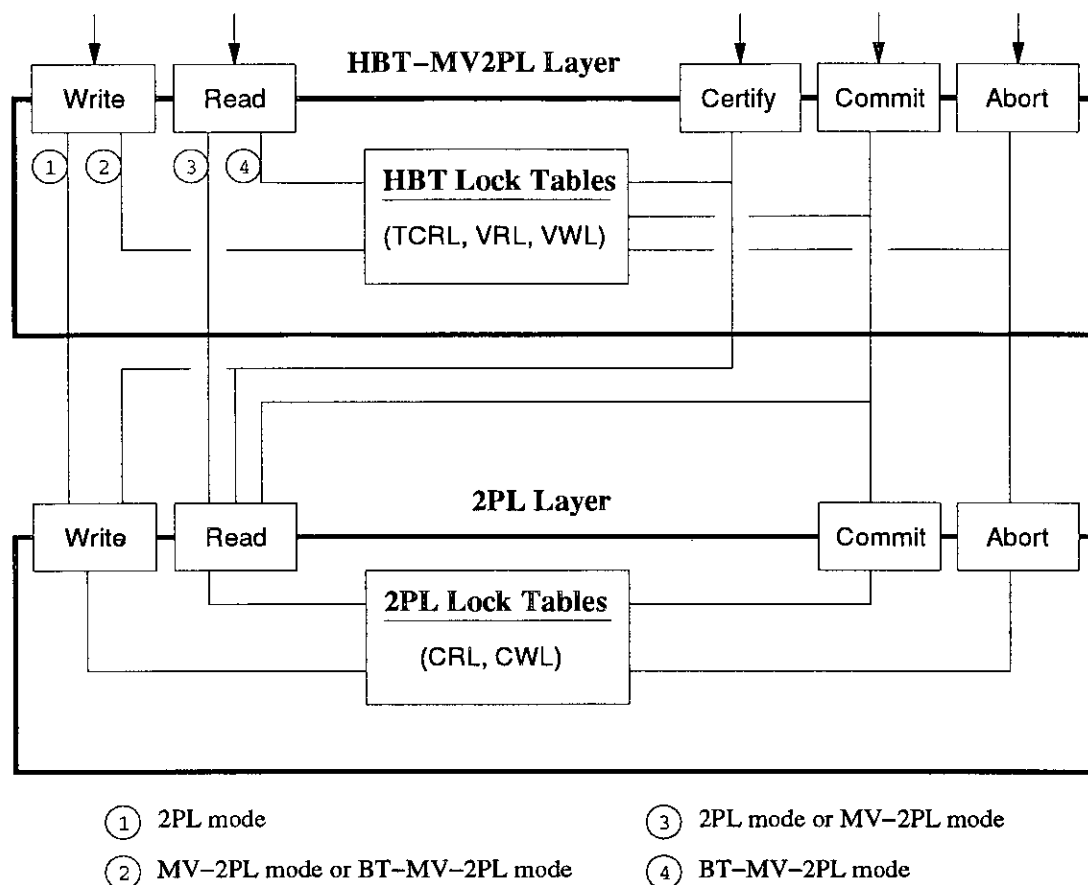 HBT–MV2PL Layer
Write Read Certify Commit Abort
1 2 3 4
HBT Lock Tables
(TCRL, VRL, VWL)
2PL Layer
Write Read Commit Abort
2PL Lock Tables
(CRL, CWL)
1 2PL mode 3 2PL mode or MV–2PL mode
2 MV–2PL mode or BT–MV–2PL mode 4 BT–MV–2PL mode